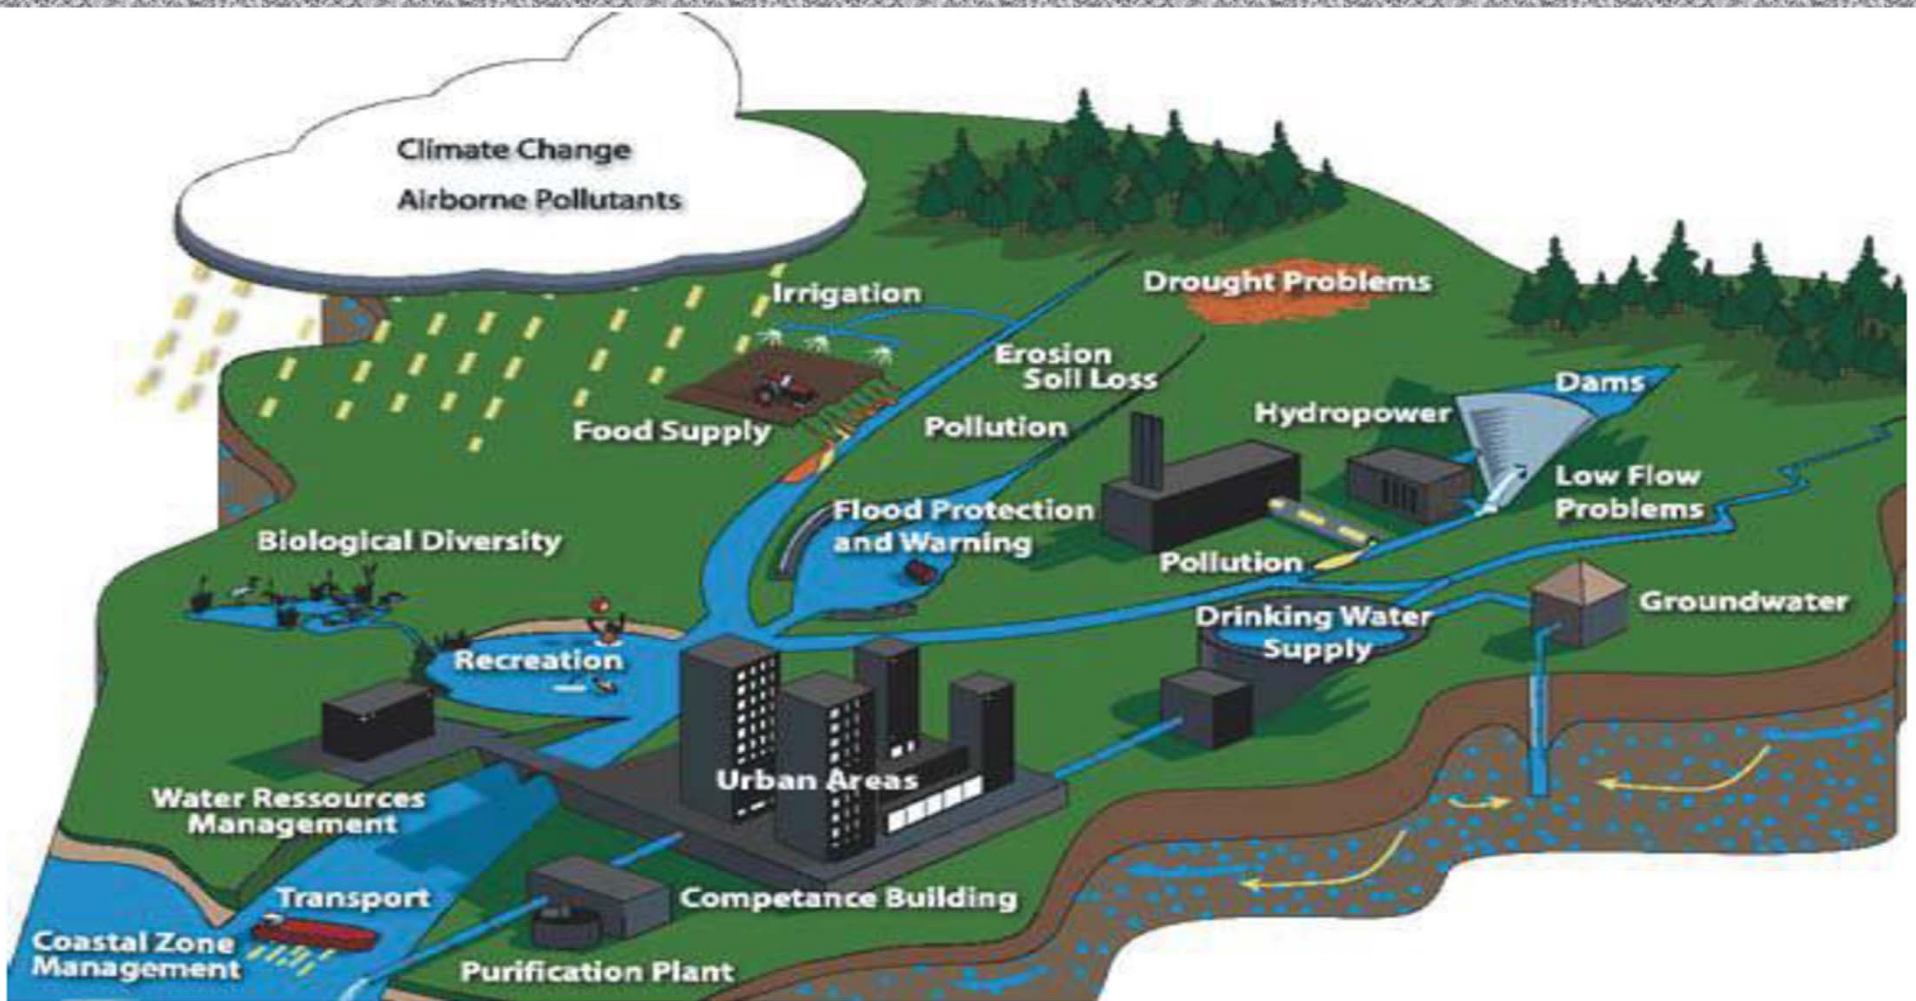 Climate Change
Airborne Pollutants
Irrigation
Drought Problems
Erosion
Soil Loss
Dams
Hydropower
Food Supply
Pollution
Low Flow
Problems
Flood Protection
and Warning
Biological Diversity
Pollution
Groundwater
Drinking Water
Supply
Recreation
Urban Areas
Water Ressources
Management
Transport
Competance Building
Coastal Zone
Management
Purification Plant